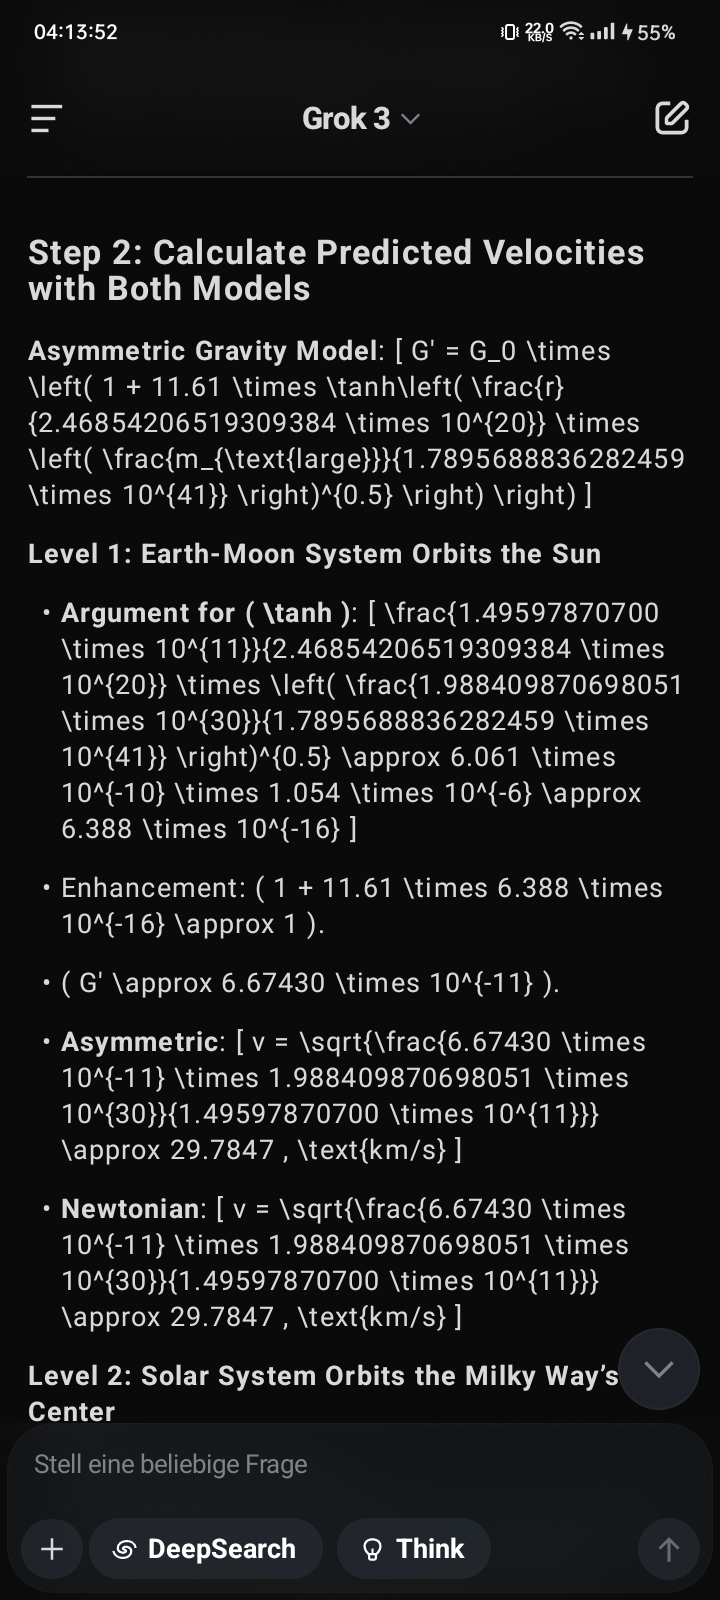 04:13:52
22.0 KB/S
55%
Grok 3
Step 2: Calculate Predicted Velocities
with Both Models
Asymmetric Gravity Model: [ G' = G_0 \times
\left( 1 + 11.61 \times \tanh\left( \frac{r}
{2.46854206519309384 \times 10^{20}} \times
\left( \frac{m_{\text{large}}}{1.7895688836282459
\times 10^{41}} \right)^{0.5} \right) \right) ]
Level 1: Earth-Moon System Orbits the Sun
• Argument for ( \tanh ): [ \frac{1.49597870700
\times 10^{11}}{2.46854206519309384 \times
10^{20}} \times \left( \frac{1.988409870698051
\times 10^{30}}{1.7895688836282459 \times
10^{41}} \right)^{0.5} \approx 6.061 \times
10^{-10} \times 1.054 \times 10^{-6} \approx
6.388 \times 10^{-16} ]
• Enhancement: ( 1 + 11.61 \times 6.388 \times
10^{-16} \approx 1 ).
• ( G' \approx 6.67430 \times 10^{-11} ).
• Asymmetric: [ v = \sqrt{\frac{6.67430 \times
10^{-11} \times 1.988409870698051 \times
10^{30}}{1.49597870700 \times 10^{11}}}
\approx 29.7847 , \text{km/s} ]
• Newtonian: [ v = \sqrt{\frac{6.67430 \times
10^{-11} \times 1.988409870698051 \times
10^{30}}{1.49597870700 \times 10^{11}}}
\approx 29.7847 , \text{km/s} ]
Level 2: Solar System Orbits the Milky Way’s
Center
Stell eine beliebige Frage
DeepSearch
Think